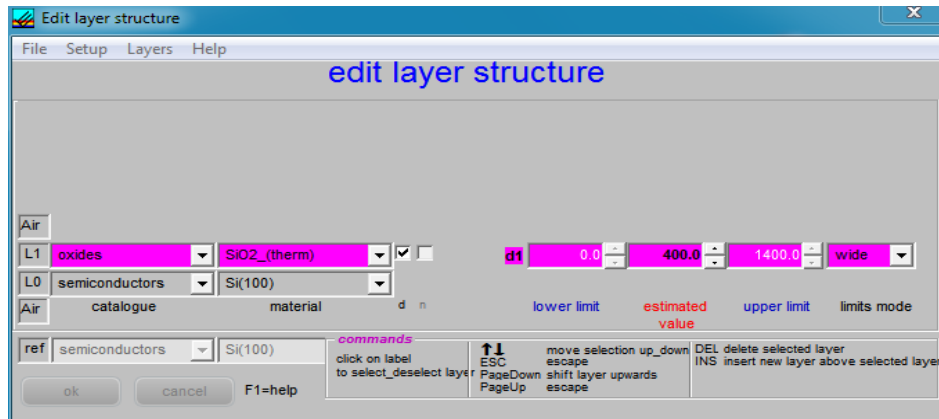 Edit layer structure
x
File Setup Layers Help
edit layer structure
Air
L1 oxides SiO2_(therm) d1 0.0 400.0 1400.0 wide
L0 semiconductors Si(100)
Air catalogue material d n lower limit estimated value upper limit limits mode
ref semiconductors Si(100)
ok cancel F1=help
commands
click on label
to select_deselect layer
↑↓ move selection up_down
ESC escape
PageDown shift layer upwards
PageUp escape
DEL delete selected layer
INS insert new layer above selected layer